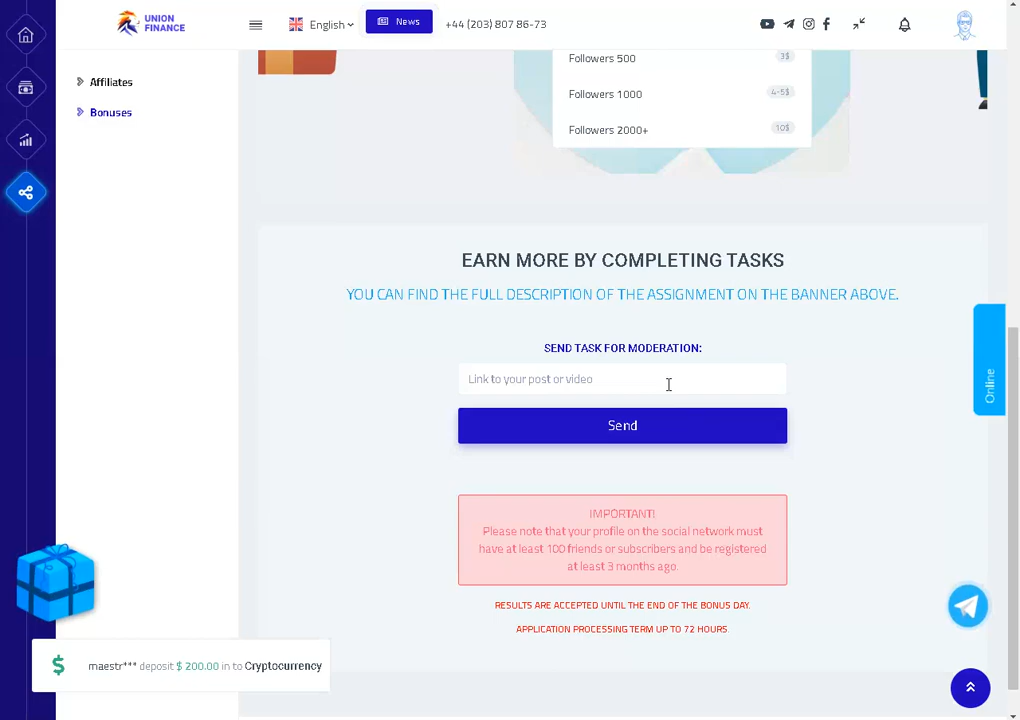 UNION
FINANCE
English
News
+44 (203) 807 86-73
Affiliates
Bonuses
Followers 500 3$
Followers 1000 4-5$
Followers 2000+ 10$
EARN MORE BY COMPLETING TASKS
YOU CAN FIND THE FULL DESCRIPTION OF THE ASSIGNMENT ON THE BANNER ABOVE.
SEND TASK FOR MODERATION:
Link to your post or video
Send
Online
IMPORTANT!
Please note that your profile on the social network must
have at least 100 friends or subscribers and be registered
at least 3 months ago.
RESULTS ARE ACCEPTED UNTIL THE END OF THE BONUS DAY.
APPLICATION PROCESSING TERM UP TO 72 HOURS.
$ maestr*** deposit $ 200.00 in to Cryptocurrency